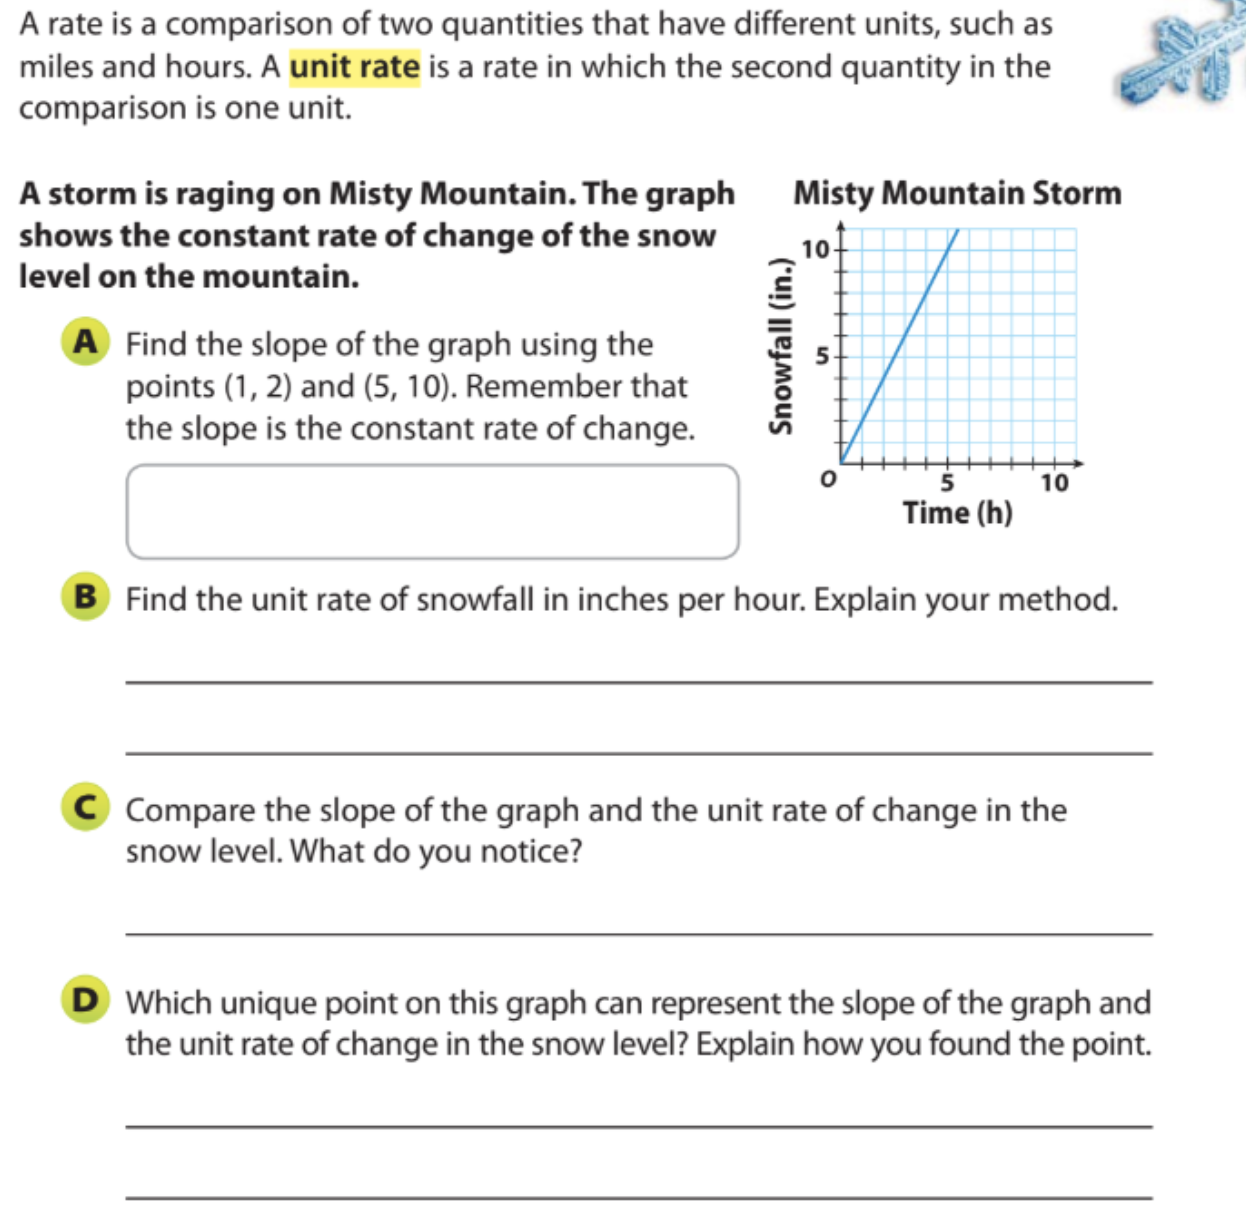 A rate is a comparison of two quantities that have different units, such as
miles and hours. A unit rate is a rate in which the second quantity in the
comparison is one unit.
A storm is raging on Misty Mountain. The graph
shows the constant rate of change of the snow
level on the mountain.
A Find the slope of the graph using the
points (1, 2) and (5, 10). Remember that
the slope is the constant rate of change.
Misty Mountain Storm
Snowfall (in.)
10
5
O
5
10
Time (h)
B Find the unit rate of snowfall in inches per hour. Explain your method.
C Compare the slope of the graph and the unit rate of change in the
snow level. What do you notice?
D Which unique point on this graph can represent the slope of the graph and
the unit rate of change in the snow level? Explain how you found the point.